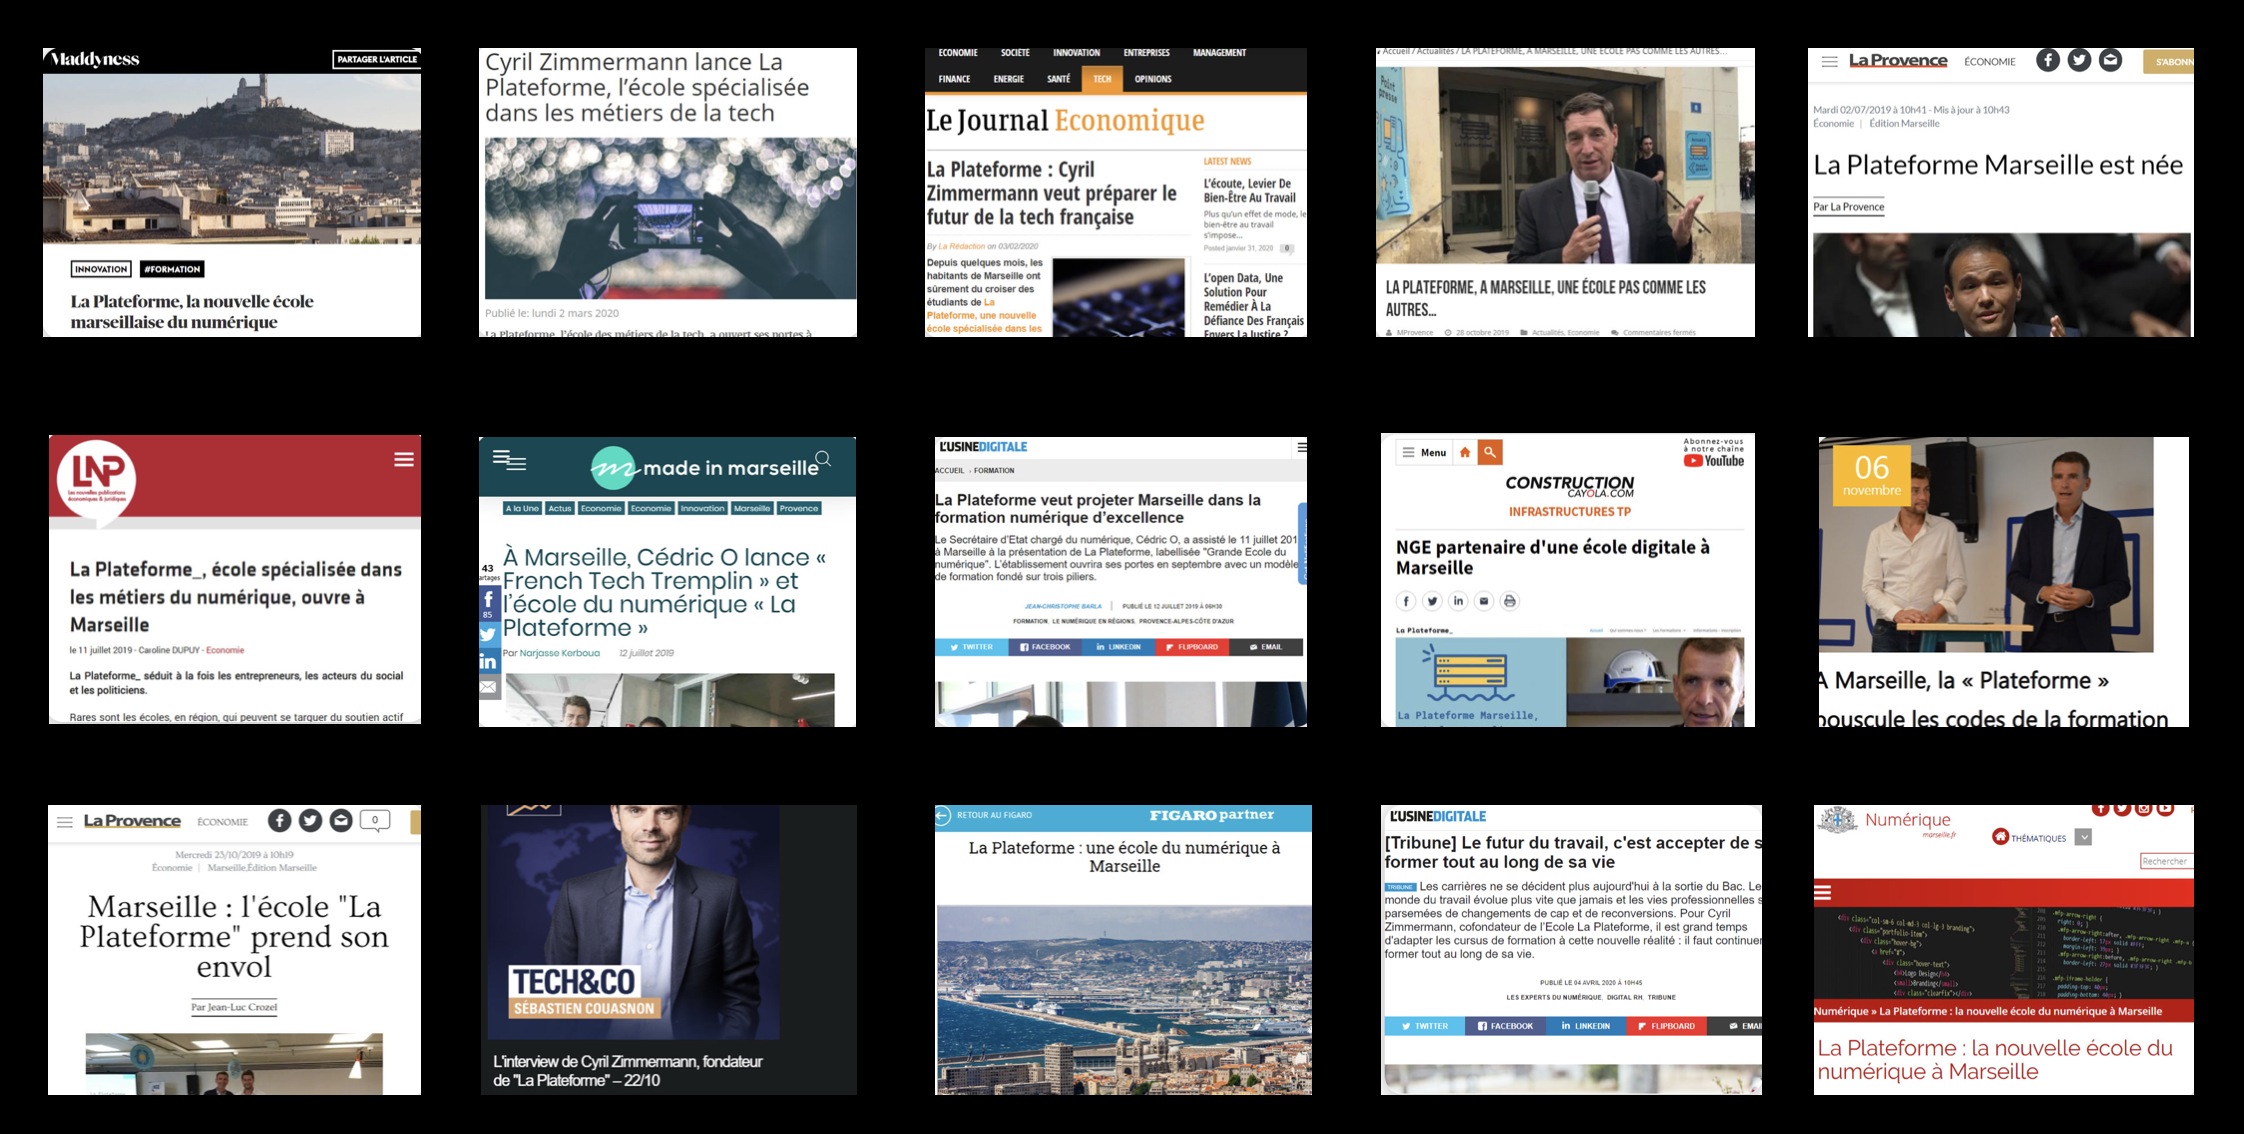 Maddyness
PARTAGER L'ARTICLE
INNOVATION
#FORMATION
La Plateforme, la nouvelle école
marseillaise du numérique
Cyril Zimmermann lance La
Plateforme, l'école spécialisée
dans les métiers de la tech
Publié le: lundi 2 mars 2020
La Plateforme, l'école des métiers de la tech, a ouvert ses portes à
ECONOMIE SOCIÉTÉ INNOVATION ENTREPRISES MANAGEMENT
FINANCE ENERGIE SANTÉ TECH OPINIONS
Le Journal Economique
La Plateforme : Cyril
Zimmermann veut préparer le
futur de la tech française
By La Rédaction on 03/02/2020
Depuis quelques mois, les
habitants de Marseille ont
sûrement du croiser des
étudiants de La
Plateforme, une nouvelle
école spécialisée dans les
LATEST NEWS
L'écoute, Levier De
Bien-Être Au Travail
Plus qu'un effet de mode, le
bien-être au travail
s'impose...
Posted janvier 31, 2020 0
L'open Data, Une
Solution Pour
Remédier À La
Défiance Des Français
Envers La Justice ?
Accueil / Actualités / LA PLATEFORME, A MARSEILLE, UNE ÉCOLE PAS COMME LES AUTRES...
Point
presse
LA PLATEFORME, A MARSEILLE, UNE ÉCOLE PAS COMME LES
AUTRES...
MProvence 28 octobre 2019 Actualités, Economie Commentaires fermés
La Provence ÉCONOMIE S'ABONN
Mardi 02/07/2019 à 10h41 - Mis à jour à 10h43
Économie | Édition Marseille
La Plateforme Marseille est née
Par La Provence
LNP
Les nouvelles publications
économiques & juridiques
La Plateforme_, école spécialisée dans
les métiers du numérique, ouvre à
Marseille
le 11 juillet 2019 - Caroline DUPUY - Economie
La Plateforme_ séduit à la fois les entrepreneurs, les acteurs du social
et les politiciens.
Rares sont les écoles, en région, qui peuvent se targuer du soutien actif
made in marseille
A la Une Actus Economie Economie Innovation Marseille Provence
À Marseille, Cédric O lance «
French Tech Tremplin » et
l'école du numérique « La
Plateforme »
Par Narjasse Kerboua 12 juillet 2019
43
artages
85
L'USINEDIGITALE
ACCUEIL > FORMATION
La Plateforme veut projeter Marseille dans la
formation numérique d'excellence
Le Secrétaire d'Etat chargé du numérique, Cédric O, a assisté le 11 juillet 201
à Marseille à la présentation de La Plateforme, labellisée "Grande Ecole du
numérique". L'établissement ouvrira ses portes en septembre avec un modèle
de formation fondé sur trois piliers.
JEAN-CHRISTOPHE BARLA | PUBLIÉ LE 12 JUILLET 2019 À 06H30
FORMATION, LE NUMÉRIQUE EN RÉGIONS, PROVENCE-ALPES-CÔTE D'AZUR
TWITTER FACEBOOK LINKEDIN FLIPBOARD EMAIL
Menu
Abonnez-vous
à notre chaîne
YouTube
CONSTRUCTION
CAYOLA.COM
INFRASTRUCTURES TP
NGE partenaire d'une école digitale à
Marseille
La Plateforme_
La Plateforme Marseille,
06
novembre
A Marseille, la « Plateforme »
bouscule les codes de la formation
La Provence ÉCONOMIE 0
Mercredi 23/10/2019 à 10h19
Économie | Marseille,Édition Marseille
Marseille : l'école "La
Plateforme" prend son
envol
Par Jean-Luc Crozel
TECH&CO
SÉBASTIEN COUASNON
L'interview de Cyril Zimmermann, fondateur
de "La Plateforme" – 22/10
RETOUR AU FIGARO FIGARO partner
La Plateforme : une école du numérique à
Marseille
L'USINEDIGITALE
[Tribune] Le futur du travail, c'est accepter de s
former tout au long de sa vie
TRIBUNE Les carrières ne se décident plus aujourd'hui à la sortie du Bac. Le
monde du travail évolue plus vite que jamais et les vies professionnelles s
parsemées de changements de cap et de reconversions. Pour Cyril
Zimmermann, cofondateur de l'Ecole La Plateforme, il est grand temps
d'adapter les cursus de formation à cette nouvelle réalité : il faut continuer
former tout au long de sa vie.
PUBLIÉ LE 04 AVRIL 2020 À 10H45
LES EXPERTS DU NUMÉRIQUE, DIGITAL RH, TRIBUNE
TWITTER FACEBOOK LINKEDIN FLIPBOARD EMAI
Numérique
marseille.fr
THÉMATIQUES
Rechercher
Numérique » La Plateforme : la nouvelle école du numérique à Marseille
La Plateforme : la nouvelle école du
numérique à Marseille